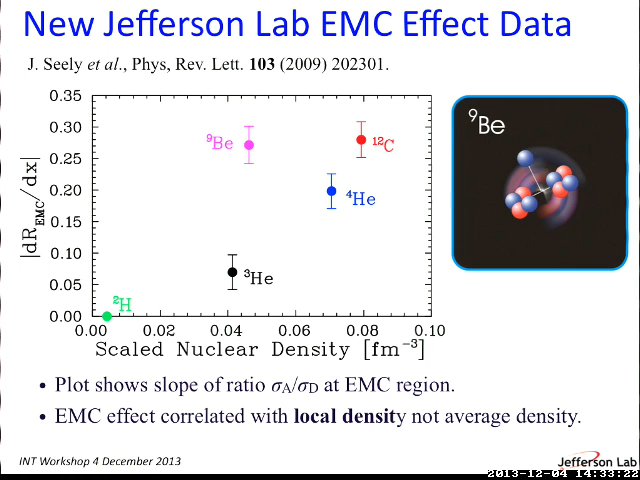 New Jefferson Lab EMC Effect Data
J. Seely et al., Phys, Rev. Lett. 103 (2009) 202301.
0.35
0.30
0.25
0.20
0.15
0.10
0.05
0.00
|dR_EMC/dx|
⁹Be
¹²C
⁴He
³He
²H
0.00 0.02 0.04 0.06 0.08 0.10
Scaled Nuclear Density [fm⁻³]
⁹Be
• Plot shows slope of ratio σA/σD at EMC region.
• EMC effect correlated with local density not average density.
INT Workshop 4 December 2013
Jefferson Lab
2013-12-04 14:33:22